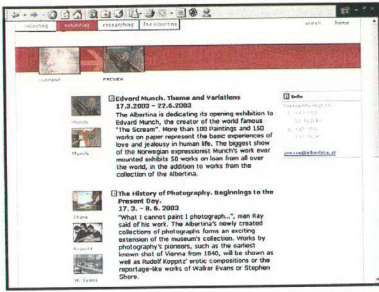 collecting exhibiting researching the Albertina search home
CURRENT PREVIEW
Edvard Munch. Theme and Variations
17.3.2003 - 22.6.2003
The Albertina is dedicating its opening exhibition to
Edvard Munch, the creator of the world famous
"The Scream". More than 100 Paintings and 150
works on paper represent the basic experiences of
love and jealousy in human life. The biggest show
of the Norwegian expressionist Munch's work ever
mounted exhibits 50 works on loan from all over
the world, in the addition to works from the
collection of the Albertina.
Munch
Munch
Info
The History of Photography. Beginnings to the
Present Day.
17. 3. - 8. 6. 2003
"What I cannot paint I photograph...", man Ray
said of his work. The Albertina's newly created
collections of photographs forms an exciting
extension of the museum's collection. Works by
photography's pioneers, such as the earliest
known shot of Vienna from 1840, will be shown as
well as Rudolf Koppitz' erotic compositions or the
reportage-like works of Walker Evans or Stephen
Shore.
W. Evans